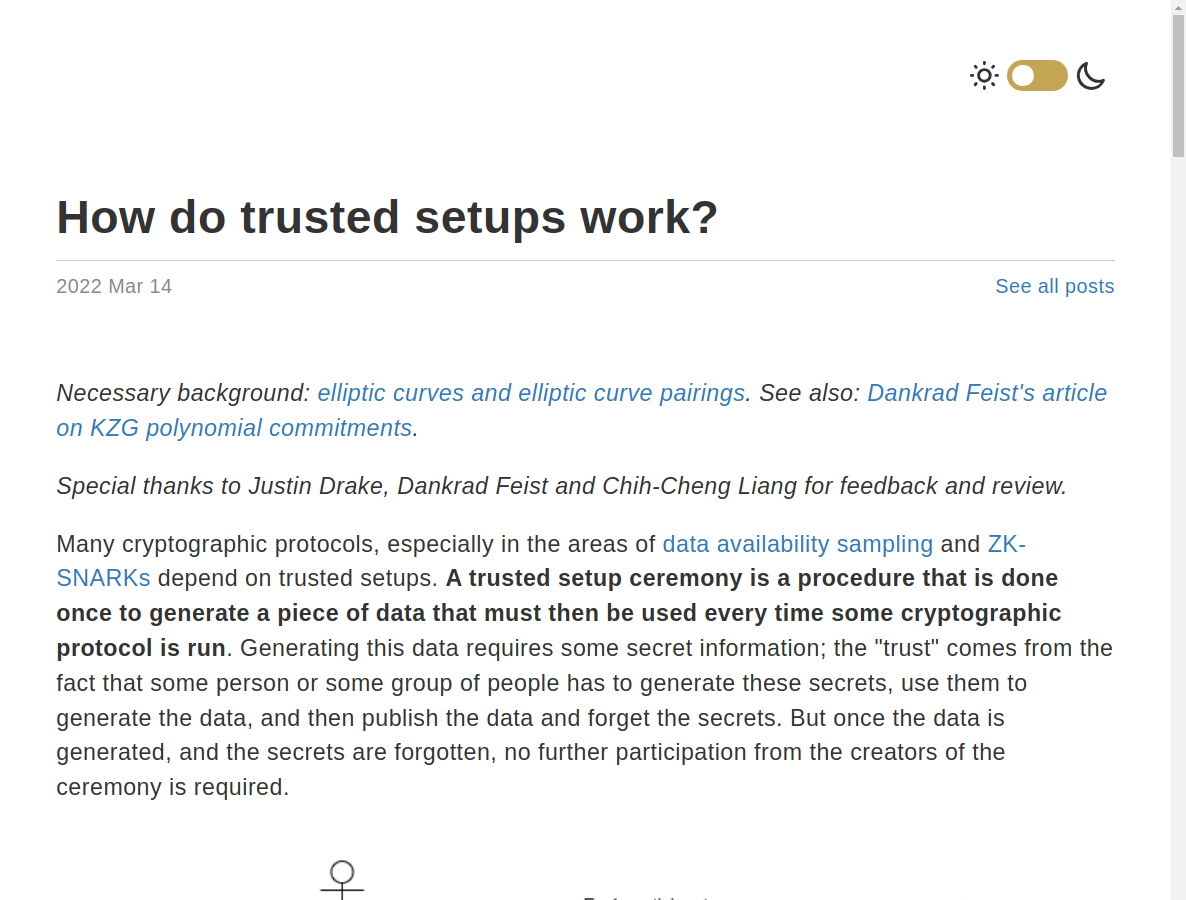 How do trusted setups work?
2022 Mar 14
See all posts
Necessary background: elliptic curves and elliptic curve pairings. See also: Dankrad Feist's article
on KZG polynomial commitments.
Special thanks to Justin Drake, Dankrad Feist and Chih-Cheng Liang for feedback and review.
Many cryptographic protocols, especially in the areas of data availability sampling and ZK-
SNARKs depend on trusted setups. A trusted setup ceremony is a procedure that is done
once to generate a piece of data that must then be used every time some cryptographic
protocol is run. Generating this data requires some secret information; the "trust" comes from the
fact that some person or some group of people has to generate these secrets, use them to
generate the data, and then publish the data and forget the secrets. But once the data is
generated, and the secrets are forgotten, no further participation from the creators of the
ceremony is required.